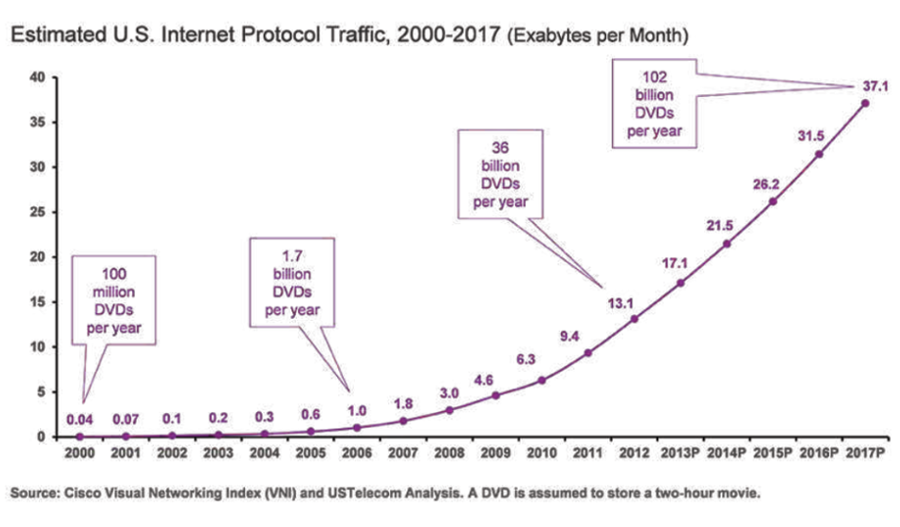 Estimated U.S. Internet Protocol Traffic, 2000-2017 (Exabytes per Month)
40
35
30
25
20
15
10
5
0
100
million
DVDs
per year
1.7
billion
DVDs
per year
36
billion
DVDs
per year
102
billion
DVDs
per year
0.04 0.07 0.1 0.2 0.3 0.6 1.0 1.8 3.0 4.6 6.3 9.4 13.1 17.1 21.5 26.2 31.5 37.1
2000 2001 2002 2003 2004 2005 2006 2007 2008 2009 2010 2011 2012 2013P 2014P 2015P 2016P 2017P
Source: Cisco Visual Networking Index (VNI) and USTelecom Analysis. A DVD is assumed to store a two-hour movie.